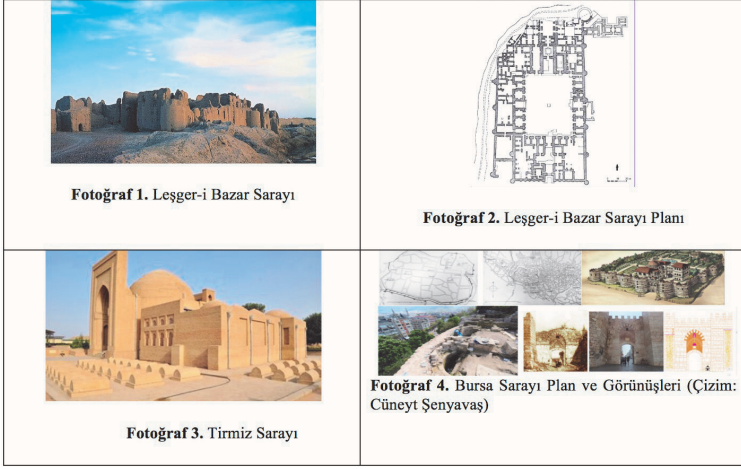 Fotoğraf 1. Leşger-i Bazar Sarayı
Fotoğraf 2. Leşger-i Bazar Sarayı Planı
Fotoğraf 3. Tirmiz Sarayı
Fotoğraf 4. Bursa Sarayı Plan ve Görünüşleri (Çizim:
Cüneyt Şenyavaş)